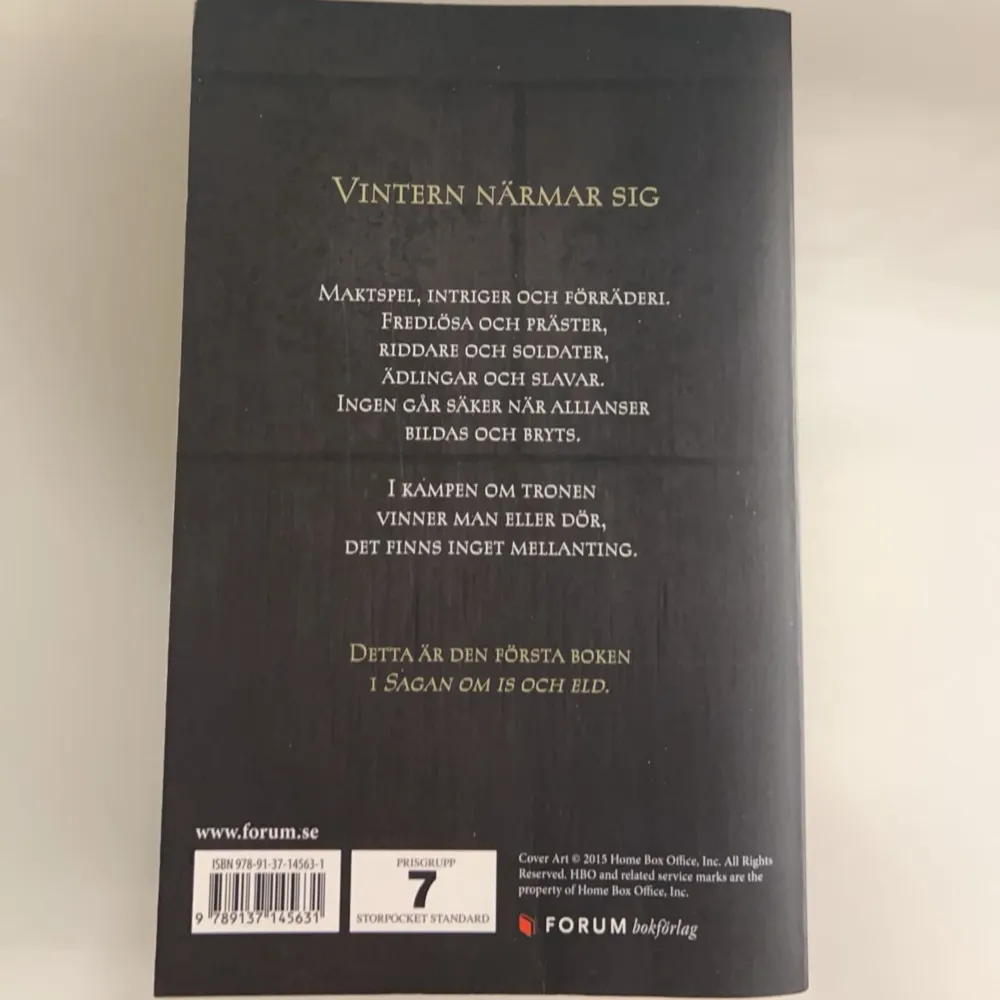 VINTERN NÄRMAR SIG
MAKTSPEL, INTRIGER OCH FÖRRÄDERI.
FREDLÖSA OCH PRÄSTER,
RIDDARE OCH SOLDATER,
ÄDLINGAR OCH SLAVAR.
INGEN GÅR SÄKER NÄR ALLIANSER
BILDAS OCH BRYTS.
I KAMPEN OM TRONEN
VINNER MAN ELLER DÖR,
DET FINNS INGET MELLANTING.
DETTA ÄR DEN FÖRSTA BOKEN
I SAGAN OM IS OCH ELD.
www.forum.se
ISBN 978-91-37-14563-1
9 789137 145631
PRISGRUPP
7
STORPOCKET STANDARD
Cover Art © 2015 Home Box Office, Inc. All Rights
Reserved. HBO and related service marks are the
property of Home Box Office, Inc.
FORUM bokförlag